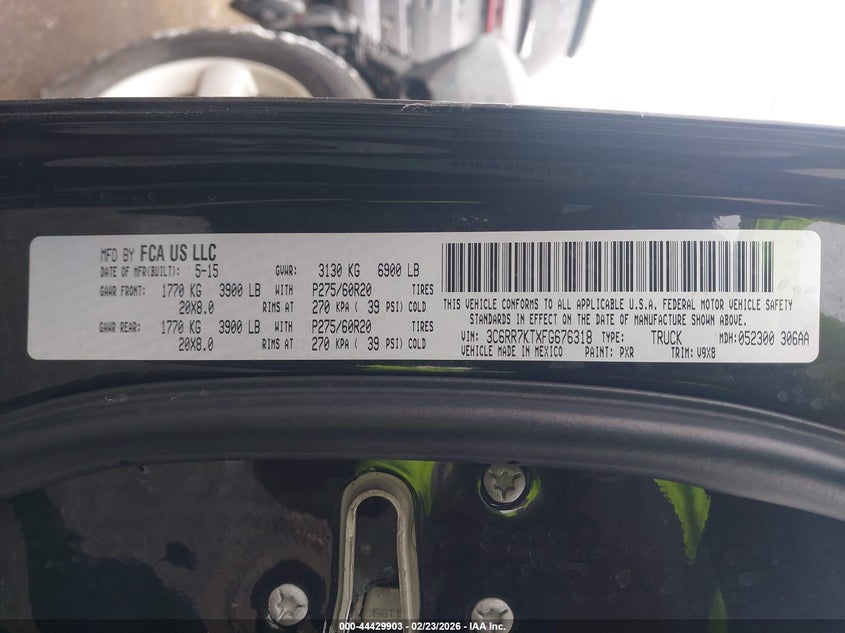 MFD BY FCA US LLC
DATE OF MFR(BUILT): 5-15 GVWR: 3130 KG 6900 LB
GAWR FRONT: 1770 KG 3900 LB WITH P275/60R20 TIRES
20X8.0 RIMS AT 270 KPA ( 39 PSI) COLD
GAWR REAR: 1770 KG 3900 LB WITH P275/60R20 TIRES
20X8.0 RIMS AT 270 KPA ( 39 PSI) COLD
THIS VEHICLE CONFORMS TO ALL APPLICABLE U.S.A. FEDERAL MOTOR VEHICLE SAFETY
STANDARDS IN EFFECT ON THE DATE OF MANUFACTURE SHOWN ABOVE.
VIN: 3C6RR7KTXFG676318 TYPE: TRUCK MDH: 052300 306AA
VEHICLE MADE IN MEXICO PAINT: PXR TRIM: V9X8
000-44429903 - 02/23/2026 - IAA Inc.